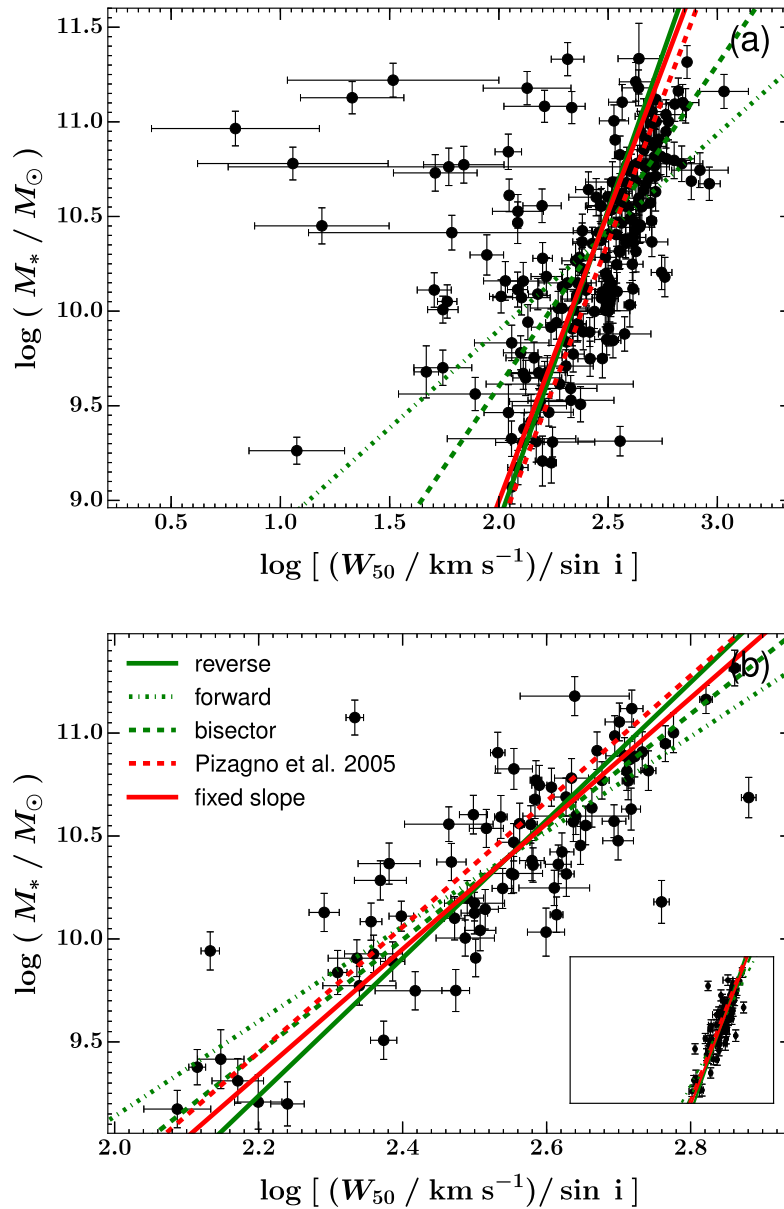 (a)
11.5
11.0
10.5
10.0
9.5
9.0
log ( M* / M⊙ )
0.5 1.0 1.5 2.0 2.5 3.0
log [ (W50 / km s−1)/ sin i ]
(b)
reverse
forward
bisector
Pizagno et al. 2005
fixed slope
11.0
10.5
10.0
9.5
log ( M* / M⊙ )
2.0 2.2 2.4 2.6 2.8
log [ (W50 / km s−1)/ sin i ]